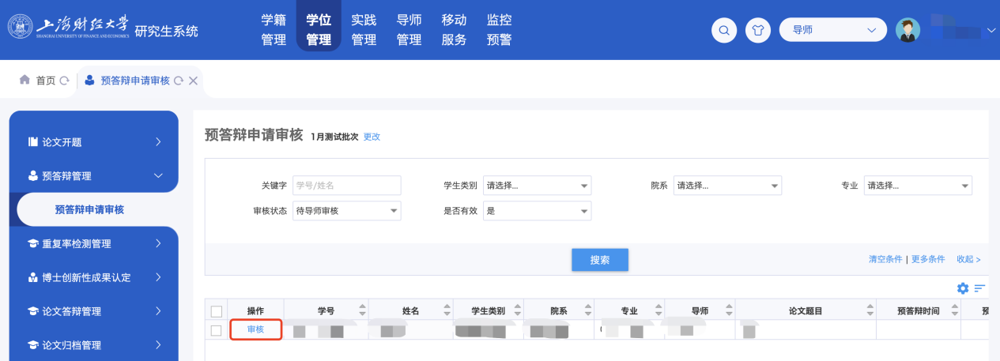 上海财经大学
SHANGHAI UNIVERSITY OF FINANCE AND ECONOMICS
研究生系统
学籍管理
学位管理
实践管理
导师管理
移动服务
监控预警
导师
首页
预答辩申请审核
论文开题
预答辩管理
预答辩申请审核
重复率检测管理
博士创新性成果认定
论文答辩管理
论文归档管理
预答辩申请审核 1月测试批次 更改
关键字 学号/姓名 学生类别 请选择... 院系 请选择... 专业 请选择...
审核状态 待导师审核 是否有效 是
搜索
清空条件 | 更多条件 收起 >
操作 学号 姓名 学生类别 院系 专业 导师 论文题目 预答辩时间
审核